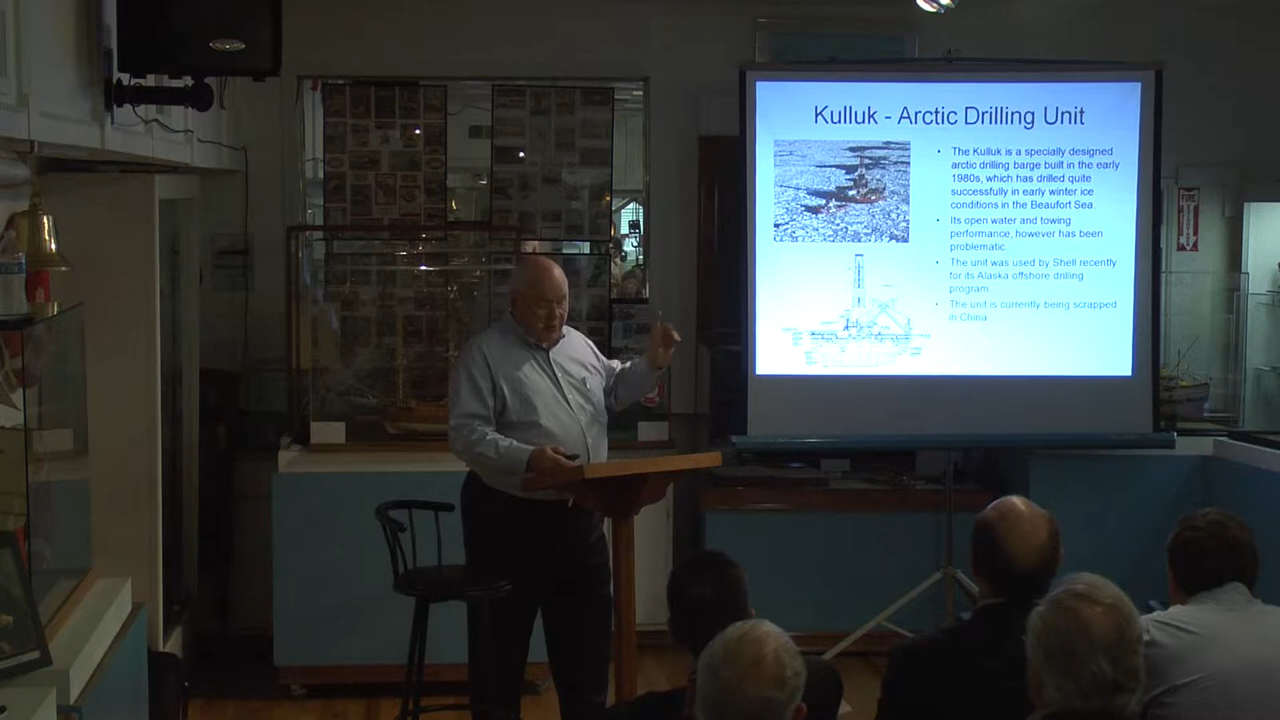 Kulluk - Arctic Drilling Unit
• The Kulluk is a specially designed
arctic drilling barge built in the early
1980s, which has drilled quite
successfully in early winter ice
conditions in the Beaufort Sea.
• Its open water and towing
performance, however has been
problematic
• The unit was used by Shell recently
for its Alaska offshore drilling
program.
• The unit is currently being scrapped
in China
FIRE